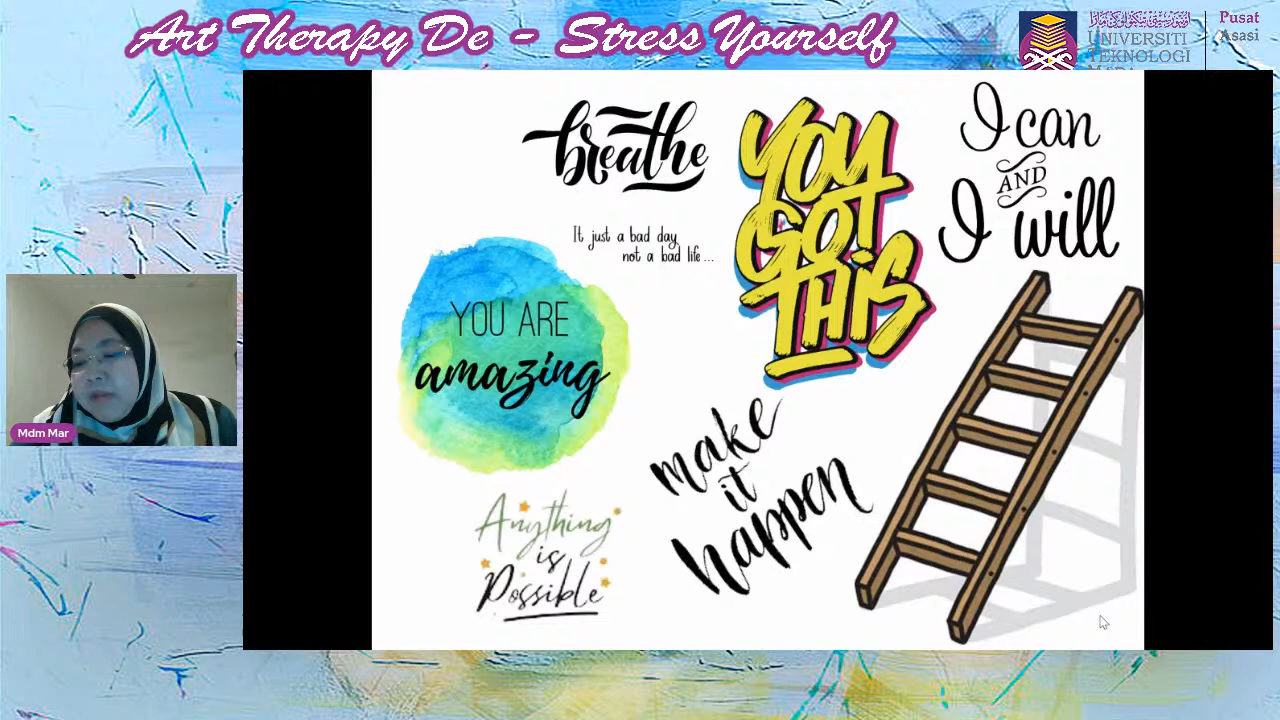 Art Therapy De - Stress Yourself
UNIVERSITI
TEKNOLOGI
MARA
Pusat
Asasi
breathe
YOU
GOT
THIS
I can
AND
I will
It just a bad day,
not a bad life...
YOU ARE
amazing
make
it
happen
Anything
is
Possible
Mdm Mar